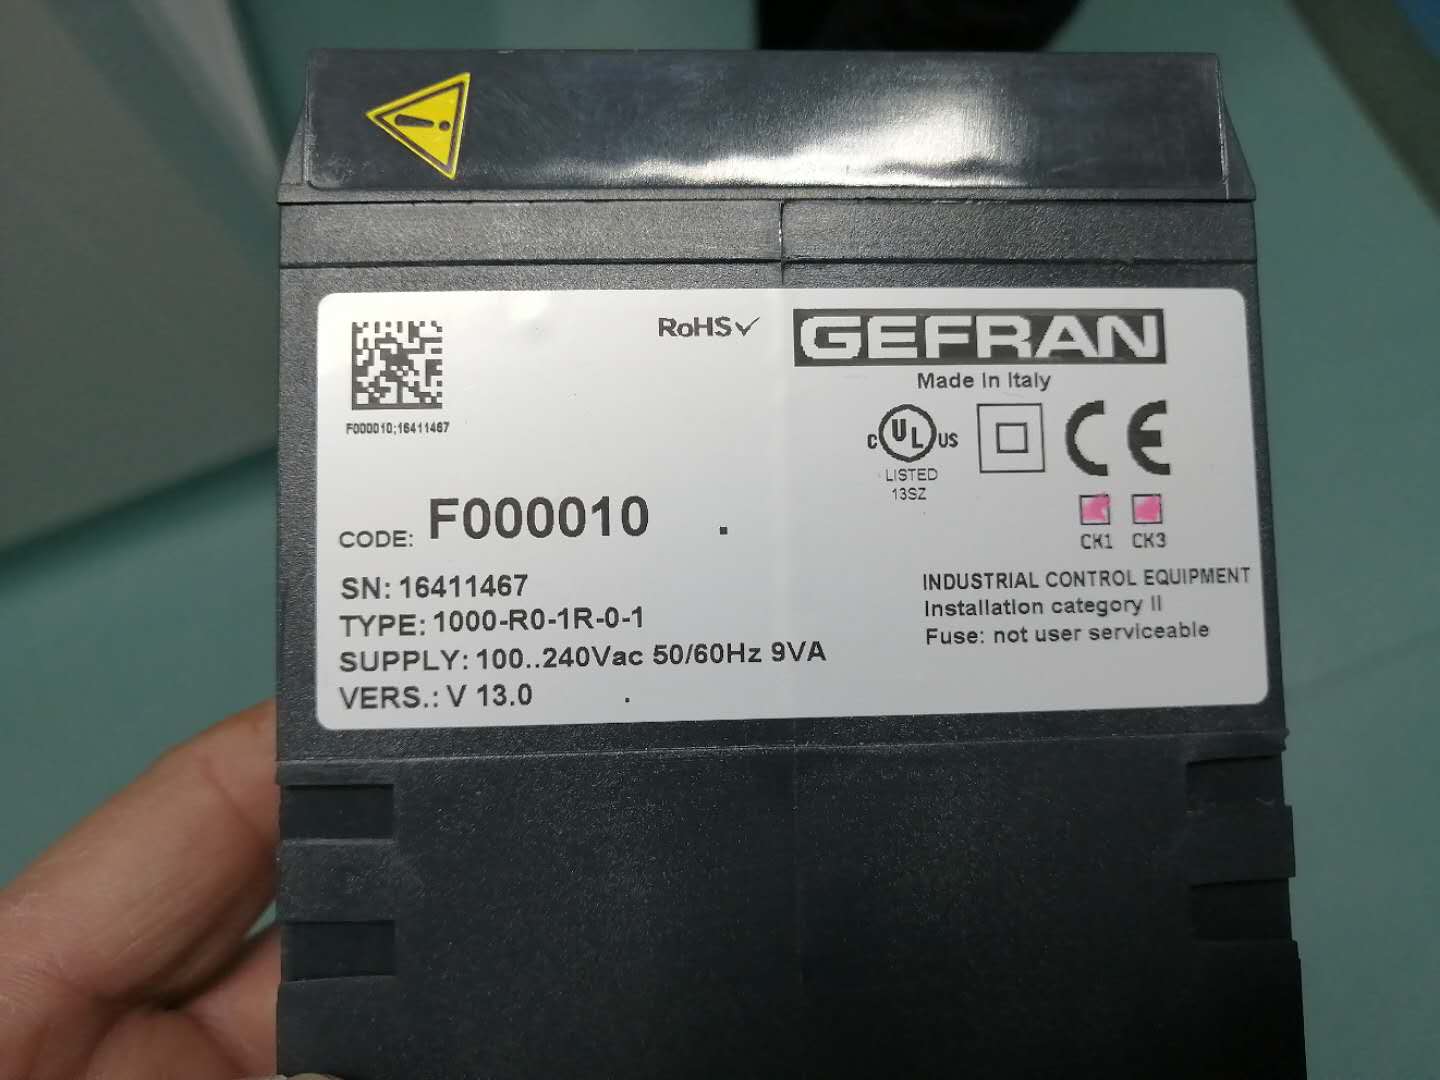 RoHS✓
GEFRAN
Made In Italy
F000010;16411467
C UL US
LISTED
13SZ
CE
CODE: F000010 .
CK1 CK3
SN: 16411467
TYPE: 1000-R0-1R-0-1
SUPPLY: 100..240Vac 50/60Hz 9VA
VERS.: V 13.0 .
INDUSTRIAL CONTROL EQUIPMENT
Installation category II
Fuse: not user serviceable